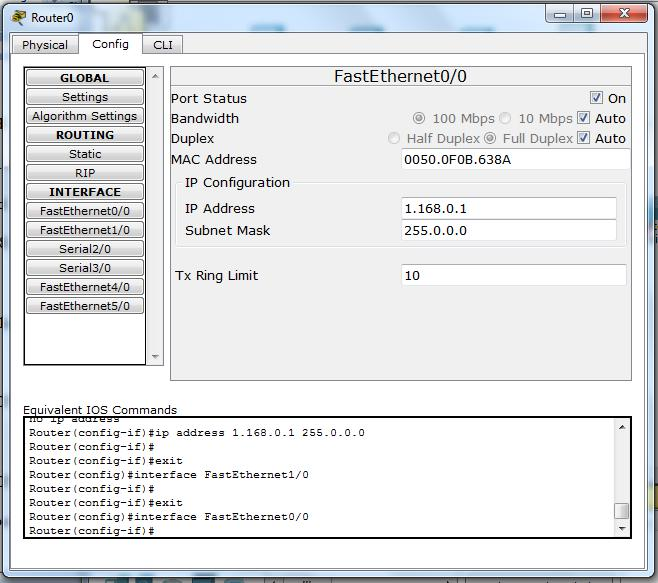 Router0
Physical Config CLI
GLOBAL
Settings
Algorithm Settings
ROUTING
Static
RIP
INTERFACE
FastEthernet0/0
FastEthernet1/0
Serial2/0
Serial3/0
FastEthernet4/0
FastEthernet5/0
FastEthernet0/0
Port Status On
Bandwidth 100 Mbps 10 Mbps Auto
Duplex Half Duplex Full Duplex Auto
MAC Address 0050.0F0B.638A
IP Configuration
IP Address 1.168.0.1
Subnet Mask 255.0.0.0
Tx Ring Limit 10
Equivalent IOS Commands
no ip address
Router(config-if)#ip address 1.168.0.1 255.0.0.0
Router(config-if)#
Router(config-if)#exit
Router(config)#interface FastEthernet1/0
Router(config-if)#
Router(config-if)#exit
Router(config)#interface FastEthernet0/0
Router(config-if)#